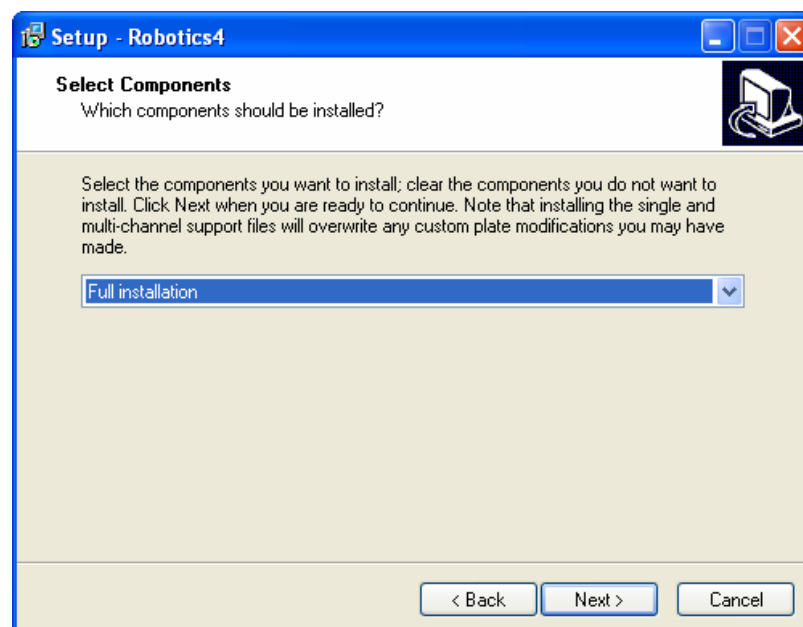 Setup - Robotics4
Select Components
Which components should be installed?
Select the components you want to install; clear the components you do not want to
install. Click Next when you are ready to continue. Note that installing the single and
multi-channel support files will overwrite any custom plate modifications you may have
made.
Full installation
< Back Next > Cancel